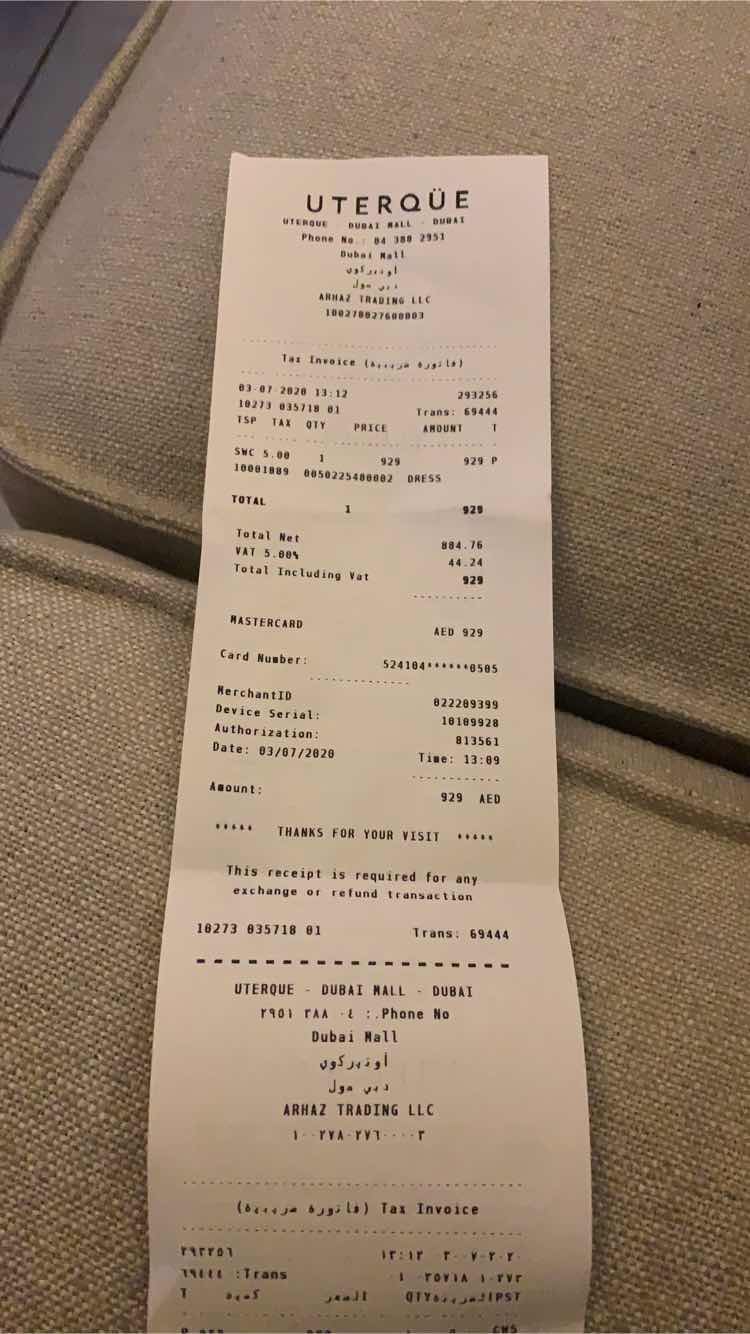 UTERQÜE
UTERQUE - DUBAI MALL - DUBAI
Phone No.: 04 388 2951
Dubai Mall
أوتيركوي
دبي مول
ARHAZ TRADING LLC
100278027600003
Tax Invoice (فاتورة ضريبية)
03-07-2020 13:12 293256
10273 035718 01 Trans: 69444
TSP TAX QTY PRICE AMOUNT T
SWC 5.00 1 929 929 P
10001009 0050225400002 DRESS
TOTAL 1 929
Total Net 884.76
VAT 5.00% 44.24
Total Including Vat 929
MASTERCARD AED 929
Card Number: 524104******0505
MerchantID 022209399
Device Serial: 10109928
Authorization: 813561
Date: 03/07/2020 Time: 13:09
Amount: 929 AED
***** THANKS FOR YOUR VISIT *****
This receipt is required for any
exchange or refund transaction
10273 035718 01 Trans: 69444
UTERQUE - DUBAI MALL - DUBAI
٢٩٥١ ٣٨٨ ٠٤ :.Phone No
Dubai Mall
أوتيركوي
دبي مول
ARHAZ TRADING LLC
١٠٠٢٧٨٠٢٧٦٠٠٠٠٣
(فاتورة ضريبية) Tax Invoice
٢٩٣٢٥٦ ١٣:١٢ ٢٠٢٠-٠٧-٠٣
٦٩٤٤٤ :Trans ٠١ ٠٣٥٧١٨ ١٠٢٧٣
T كمية السعر QTYالضريبةPST